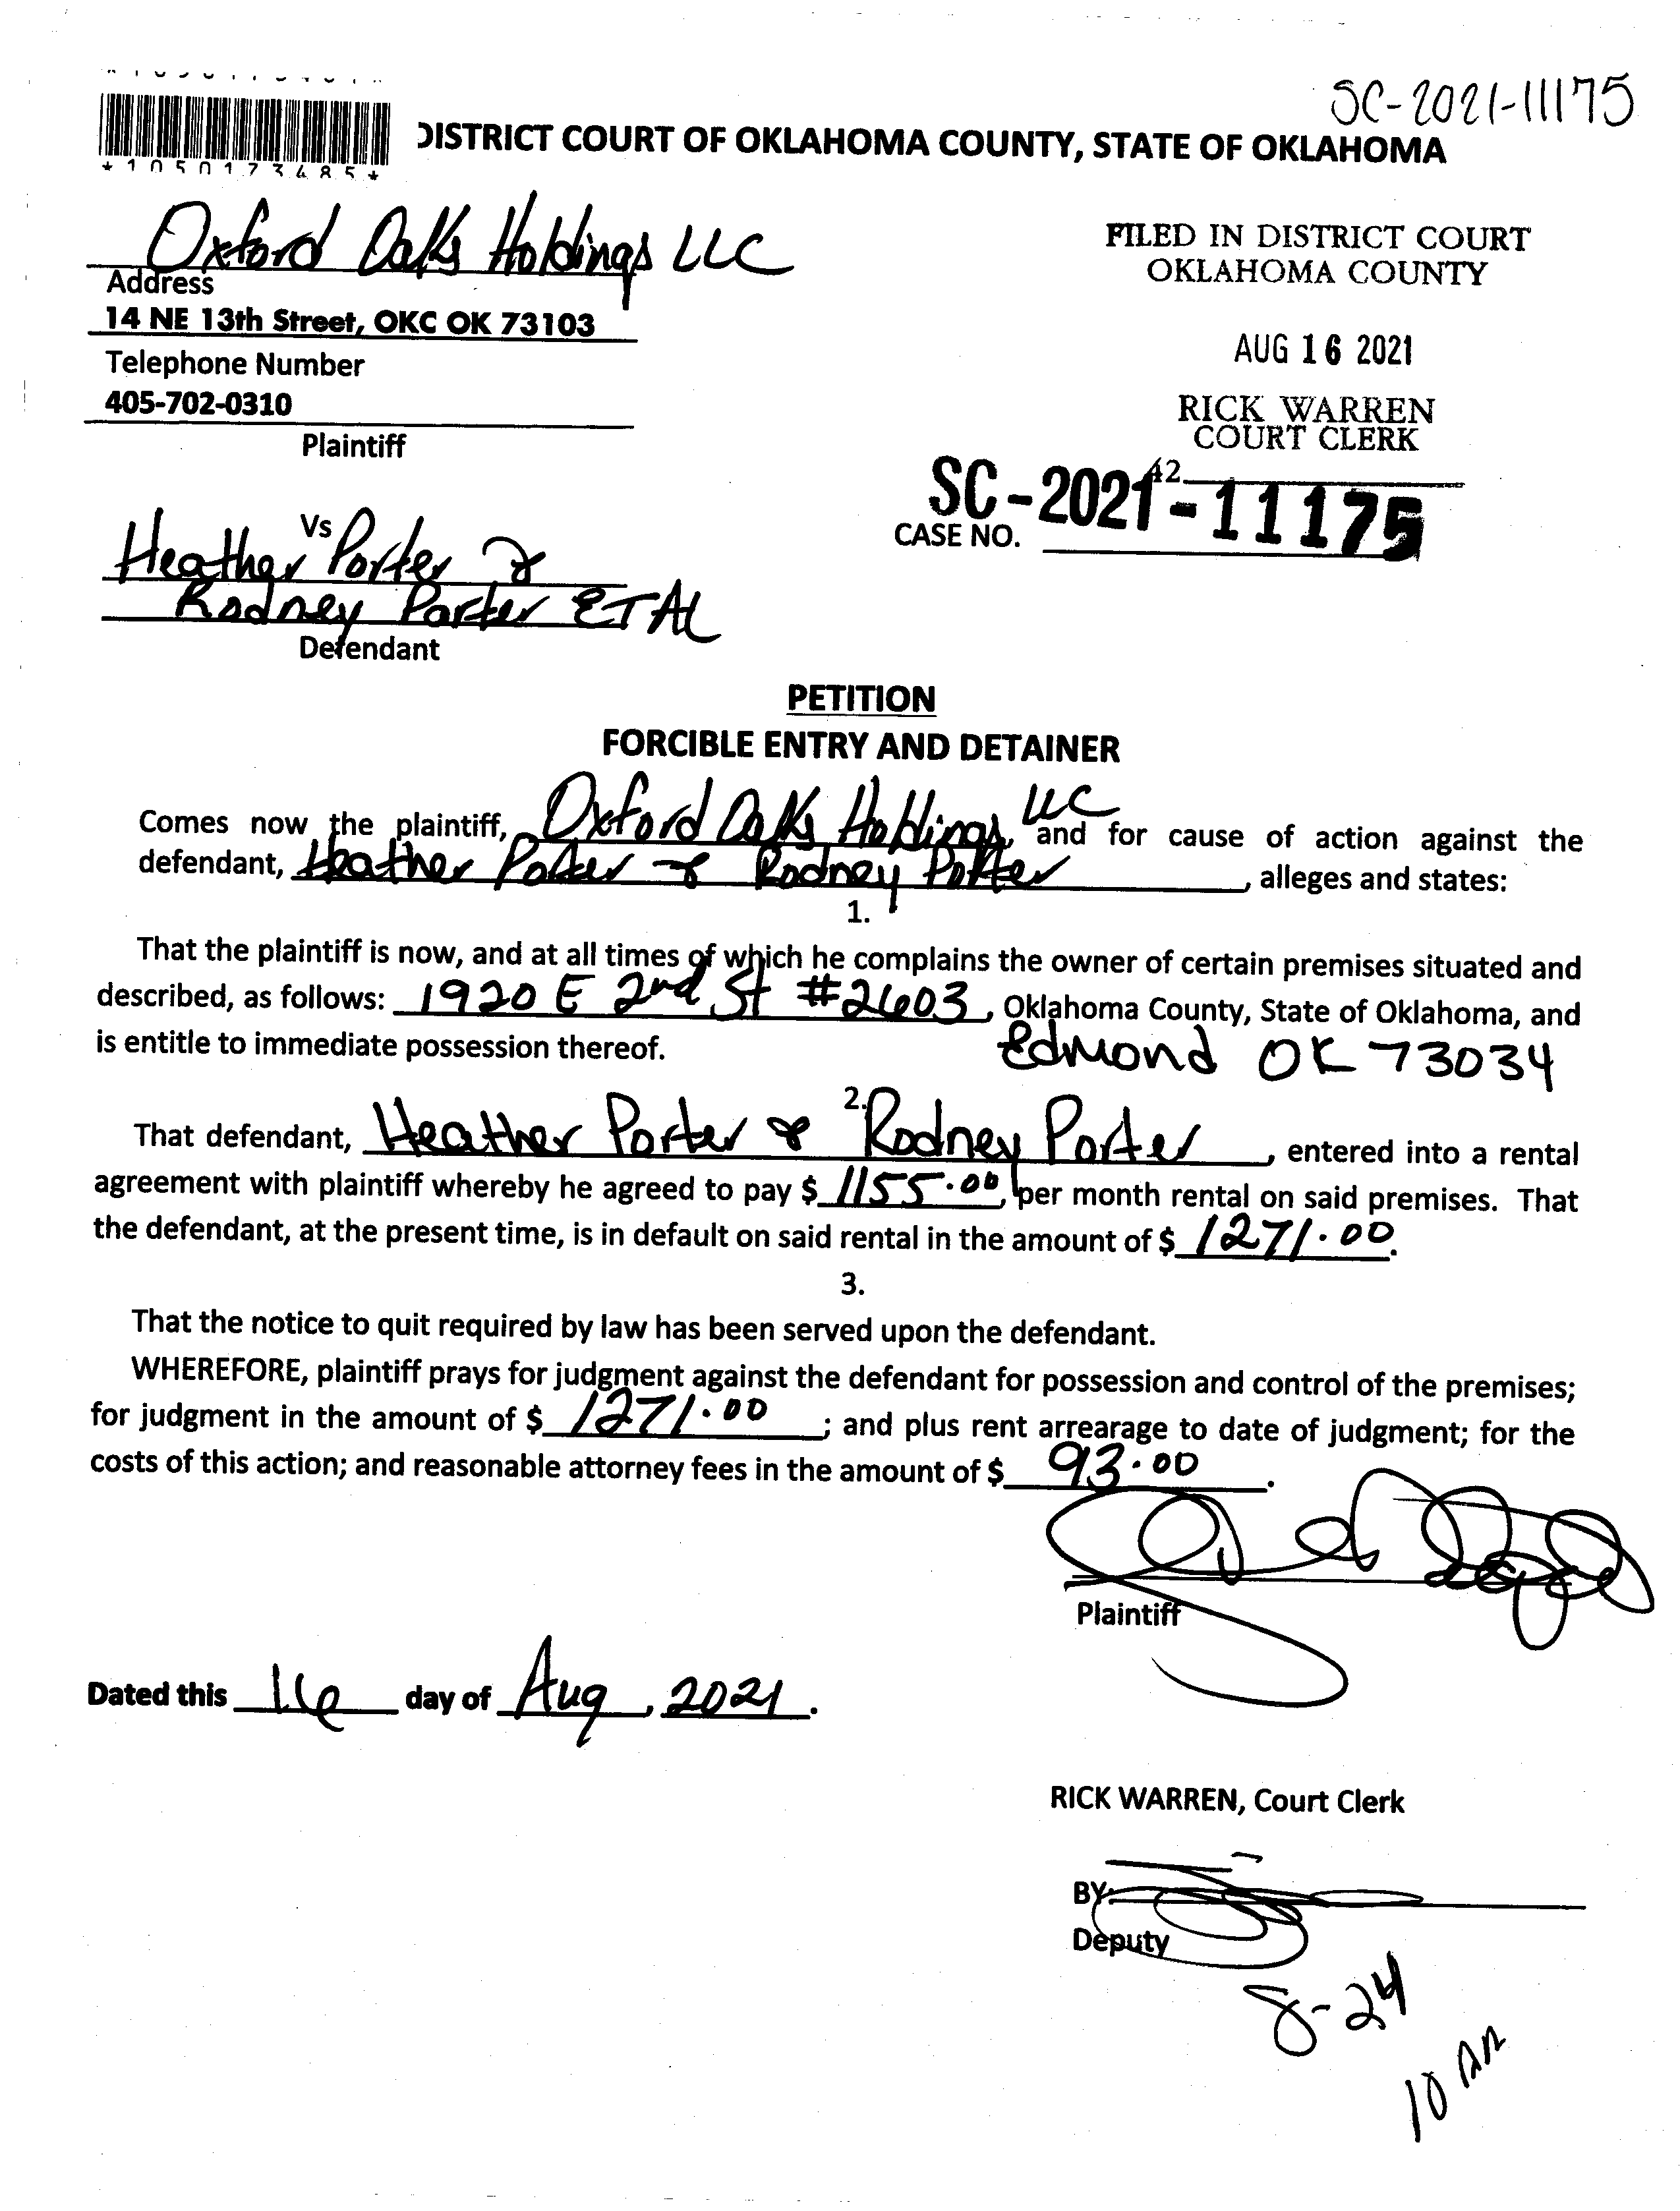 SC-2021-11175
DISTRICT COURT OF OKLAHOMA COUNTY, STATE OF OKLAHOMA
*1050173485*
Oxford Oaks Holdings LLC
Address
14 NE 13th Street, OKC OK 73103
Telephone Number
405-702-0310
Plaintiff
FILED IN DISTRICT COURT
OKLAHOMA COUNTY
AUG 16 2021
RICK WARREN
COURT CLERK
42
SC-2021-11175
CASE NO.
Vs
Heather Porter &
Rodney Porter ET AL
Defendant
PETITION
FORCIBLE ENTRY AND DETAINER
Comes now the plaintiff, Oxford Oaks Holdings, LLC and for cause of action against the
defendant, Heather Porter & Rodney Porter, alleges and states:
1.
That the plaintiff is now, and at all times of which he complains the owner of certain premises situated and
described, as follows: 1920 E 2nd St #2603, Oklahoma County, State of Oklahoma, and
is entitle to immediate possession thereof. Edmond OK 73034
2.
That defendant, Heather Porter & Rodney Porter, entered into a rental
agreement with plaintiff whereby he agreed to pay $ 1155.00, per month rental on said premises. That
the defendant, at the present time, is in default on said rental in the amount of $ 1271.00.
3.
That the notice to quit required by law has been served upon the defendant.
WHEREFORE, plaintiff prays for judgment against the defendant for possession and control of the premises;
for judgment in the amount of $ 1271.00; and plus rent arrearage to date of judgment; for the
costs of this action; and reasonable attorney fees in the amount of $ 93.00.
Plaintiff
Dated this 16 day of Aug, 2021.
RICK WARREN, Court Clerk
BY:
Deputy
8-24
10 AM